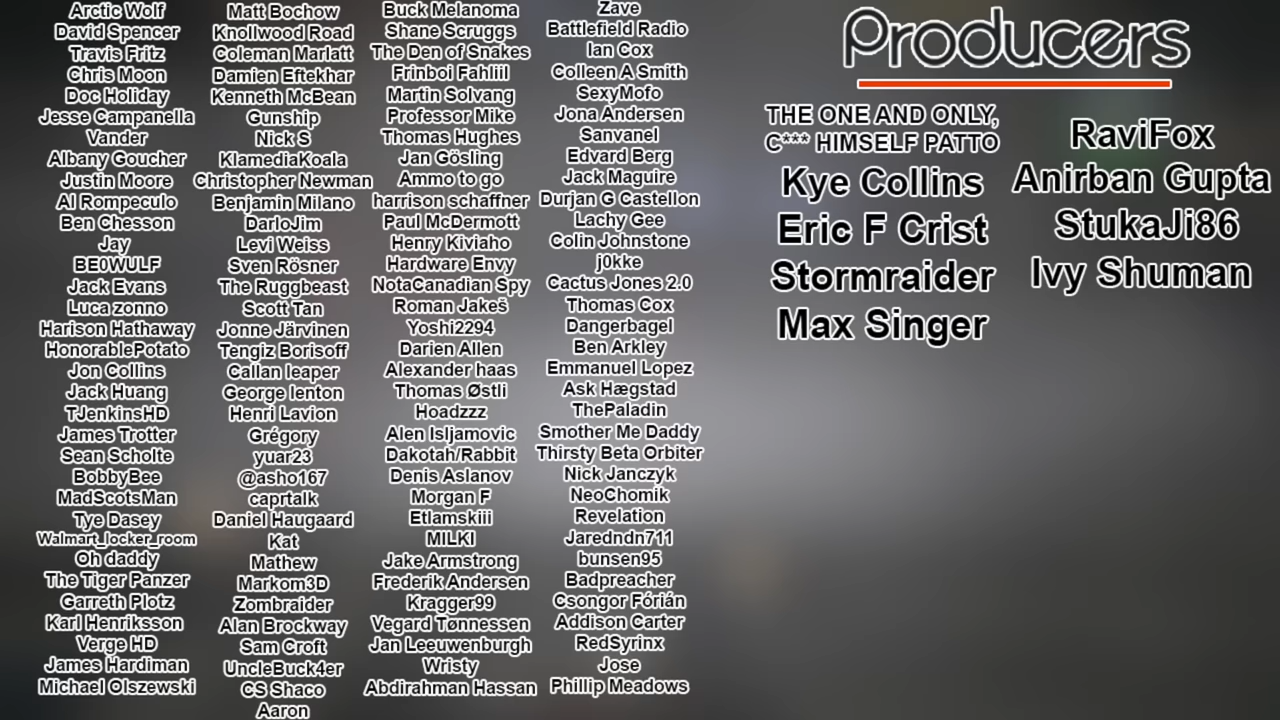 Arctic Wolf
David Spencer
Travis Fritz
Chris Moon
Doc Holiday
Jesse Campanella
Vander
Albany Goucher
Justin Moore
Al Rompeculo
Ben Chesson
Jay
BE0WULF
Jack Evans
Luca zonno
Harison Hathaway
HonorablePotato
Jon Collins
Jack Huang
TJenkinsHD
James Trotter
Sean Scholte
BobbyBee
MadScotsMan
Tye Dasey
Walmart_locker_room
Oh daddy
The Tiger Panzer
Garreth Plotz
Karl Henriksson
Verge HD
James Hardiman
Michael Olszewski
Matt Bochow
Knollwood Road
Coleman Marlatt
Damien Eftekhar
Kenneth McBean
Gunship
Nick S
KlamediaKoala
Christopher Newman
Benjamin Milano
DarloJim
Levi Weiss
Sven Rösner
The Ruggbeast
Scott Tan
Jonne Järvinen
Tengiz Borisoff
Callan leaper
George lenton
Henri Lavion
Grégory
yuar23
@asho167
caprtalk
Daniel Haugaard
Kat
Mathew
Markom3D
Zombraider
Alan Brockway
Sam Croft
UncleBuck4er
CS Shaco
Aaron
Buck Melanoma
Shane Scruggs
The Den of Snakes
Frinboi Fahliil
Martin Solvang
Professor Mike
Thomas Hughes
Jan Gösling
Ammo to go
harrison schaffner
Paul McDermott
Henry Kiviaho
Hardware Envy
NotaCanadian Spy
Roman Jakeš
Yoshi2294
Darien Allen
Alexander haas
Thomas Østli
Hoadzzz
Alen Isljamovic
Dakotah/Rabbit
Denis Aslanov
Morgan F
Etlamskiii
MILKI
Jake Armstrong
Frederik Andersen
Kragger99
Vegard Tønnessen
Jan Leeuwenburgh
Wristy
Abdirahman Hassan
Zave
Battlefield Radio
Ian Cox
Colleen A Smith
SexyMofo
Jona Andersen
Sanvanel
Edvard Berg
Jack Maguire
Durjan G Castellon
Lachy Gee
Colin Johnstone
j0kke
Cactus Jones 2.0
Thomas Cox
Dangerbagel
Ben Arkley
Emmanuel Lopez
Ask Hægstad
ThePaladin
Smother Me Daddy
Thirsty Beta Orbiter
Nick Janczyk
NeoChomik
Revelation
Jaredndn711
bunsen95
Badpreacher
Csongor Fórián
Addison Carter
RedSyrinx
Jose
Phillip Meadows
Producers
THE ONE AND ONLY,
C*** HIMSELF PATTO
Kye Collins
Eric F Crist
Stormraider
Max Singer
RaviFox
Anirban Gupta
StukaJi86
Ivy Shuman